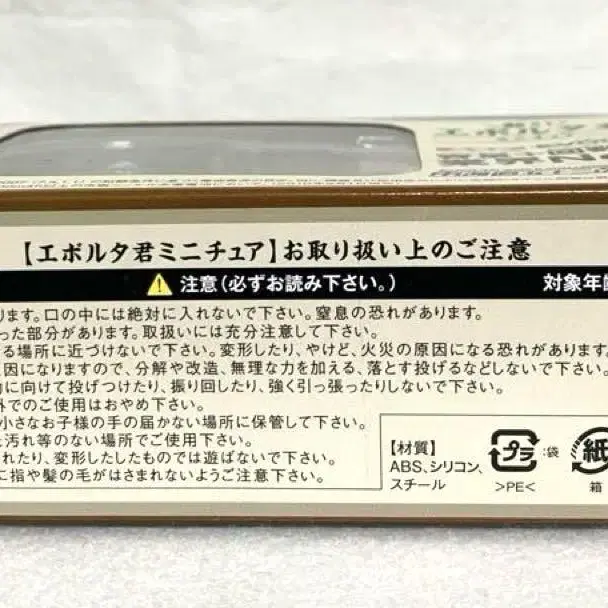 エボルタ
【エボルタ君ミニチュア】お取り扱い上のご注意
注意（必ずお読み下さい。） 対象年齢
ります。口の中には絶対に入れないで下さい。窒息の恐れがあります。
った部分があります。取扱いには充分注意して下さい。
る場所に近づけないで下さい。変形したり、やけど、火災の原因になる恐れがあります。
原因になりますので、分解や改造、無理な力を加える、落とす投げるなどしないで下さい。
に向けて投げつけたり、振り回したり、強く引っ張ったりしないで下さい。
外でのご使用はおやめ下さい。
小さなお子様の手の届かない場所に保管して下さい。
汚れ等のない場所でご使用下さい。
れたり、変形したしたものでは遊ばないで下さい。
に指や髪の毛がはさまれないようご注意下さい。
【材質】
ABS、シリコン、
スチール
プラ :袋
>PE<
紙
箱